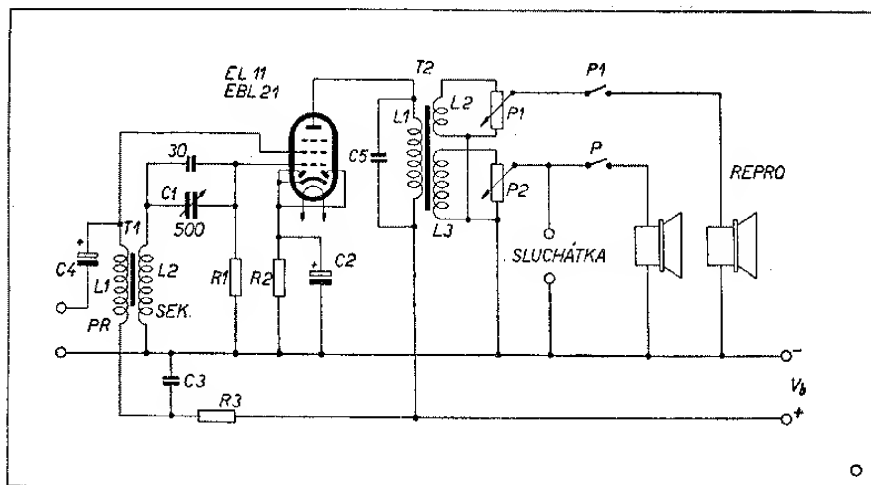 EL 11
EBL 21
T2
P1
L1
L2
P1
30
C5
P
C1
P2
REPRO
500
T1
L3
C4
+
L1
L2
R1
R2
+
C2
SLUCHÁTKA
PR
SEK.
C3
-
V_b
R3
+